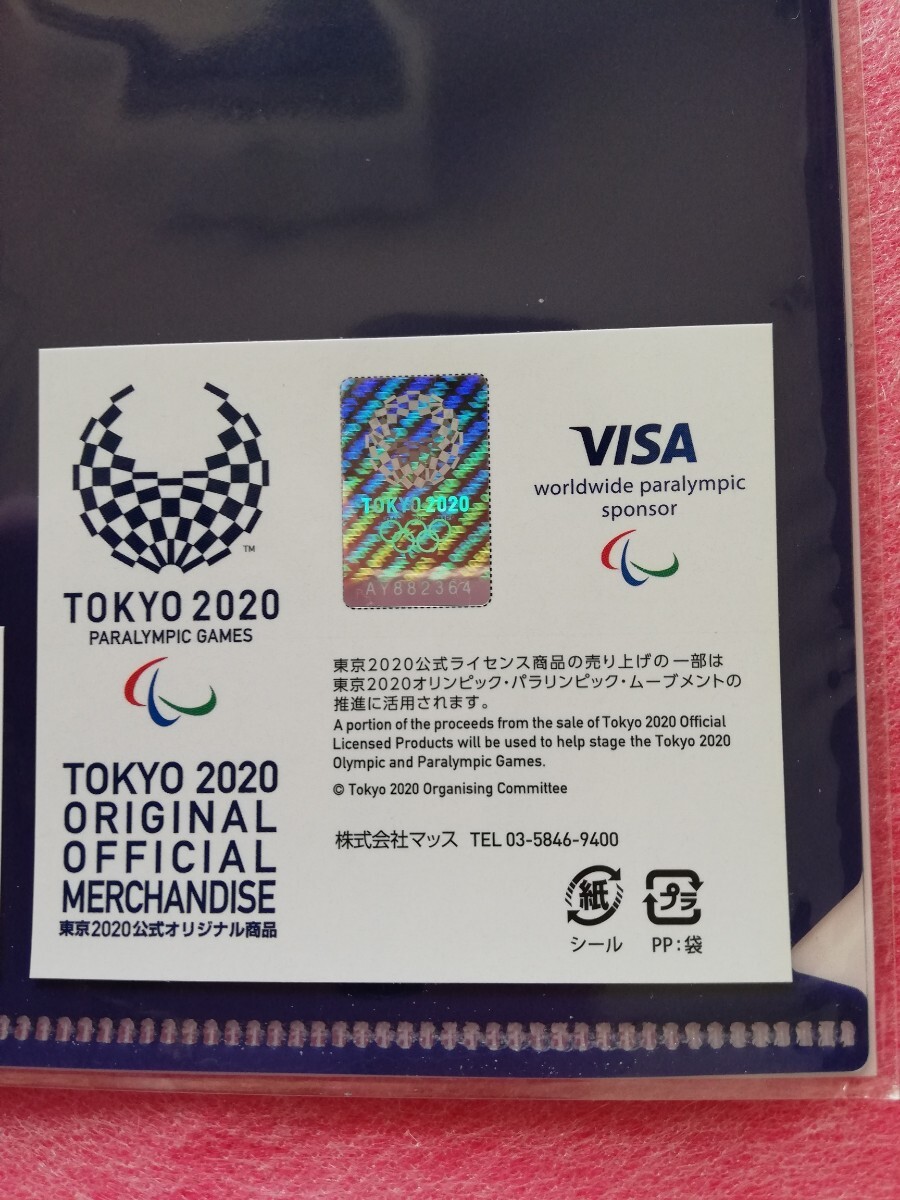 TOKYO 2020
PARALYMPIC GAMES
TOKYO 2020
ORIGINAL
OFFICIAL
MERCHANDISE
東京2020公式オリジナル商品
TOKYO 2020
AY882364
VISA
worldwide paralympic
sponsor
東京2020公式ライセンス商品の売り上げの一部は
東京2020オリンピック・パラリンピック・ムーブメントの
推進に活用されます。
A portion of the proceeds from the sale of Tokyo 2020 Official
Licensed Products will be used to help stage the Tokyo 2020
Olympic and Paralympic Games.
© Tokyo 2020 Organising Committee
株式会社マッス TEL 03-5846-9400
紙
シール
プラ
PP:袋
TM